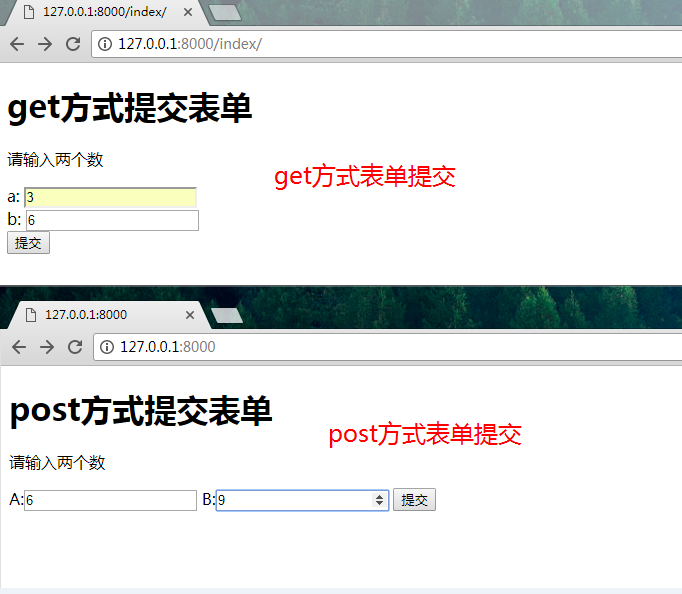 127.0.0.1:8000/index/
127.0.0.1:8000/index/
get方式提交表单
请输入两个数
get方式表单提交
a: 3
b: 6
提交
127.0.0.1:8000
127.0.0.1:8000
post方式提交表单
post方式表单提交
请输入两个数
A:6 B:9 提交